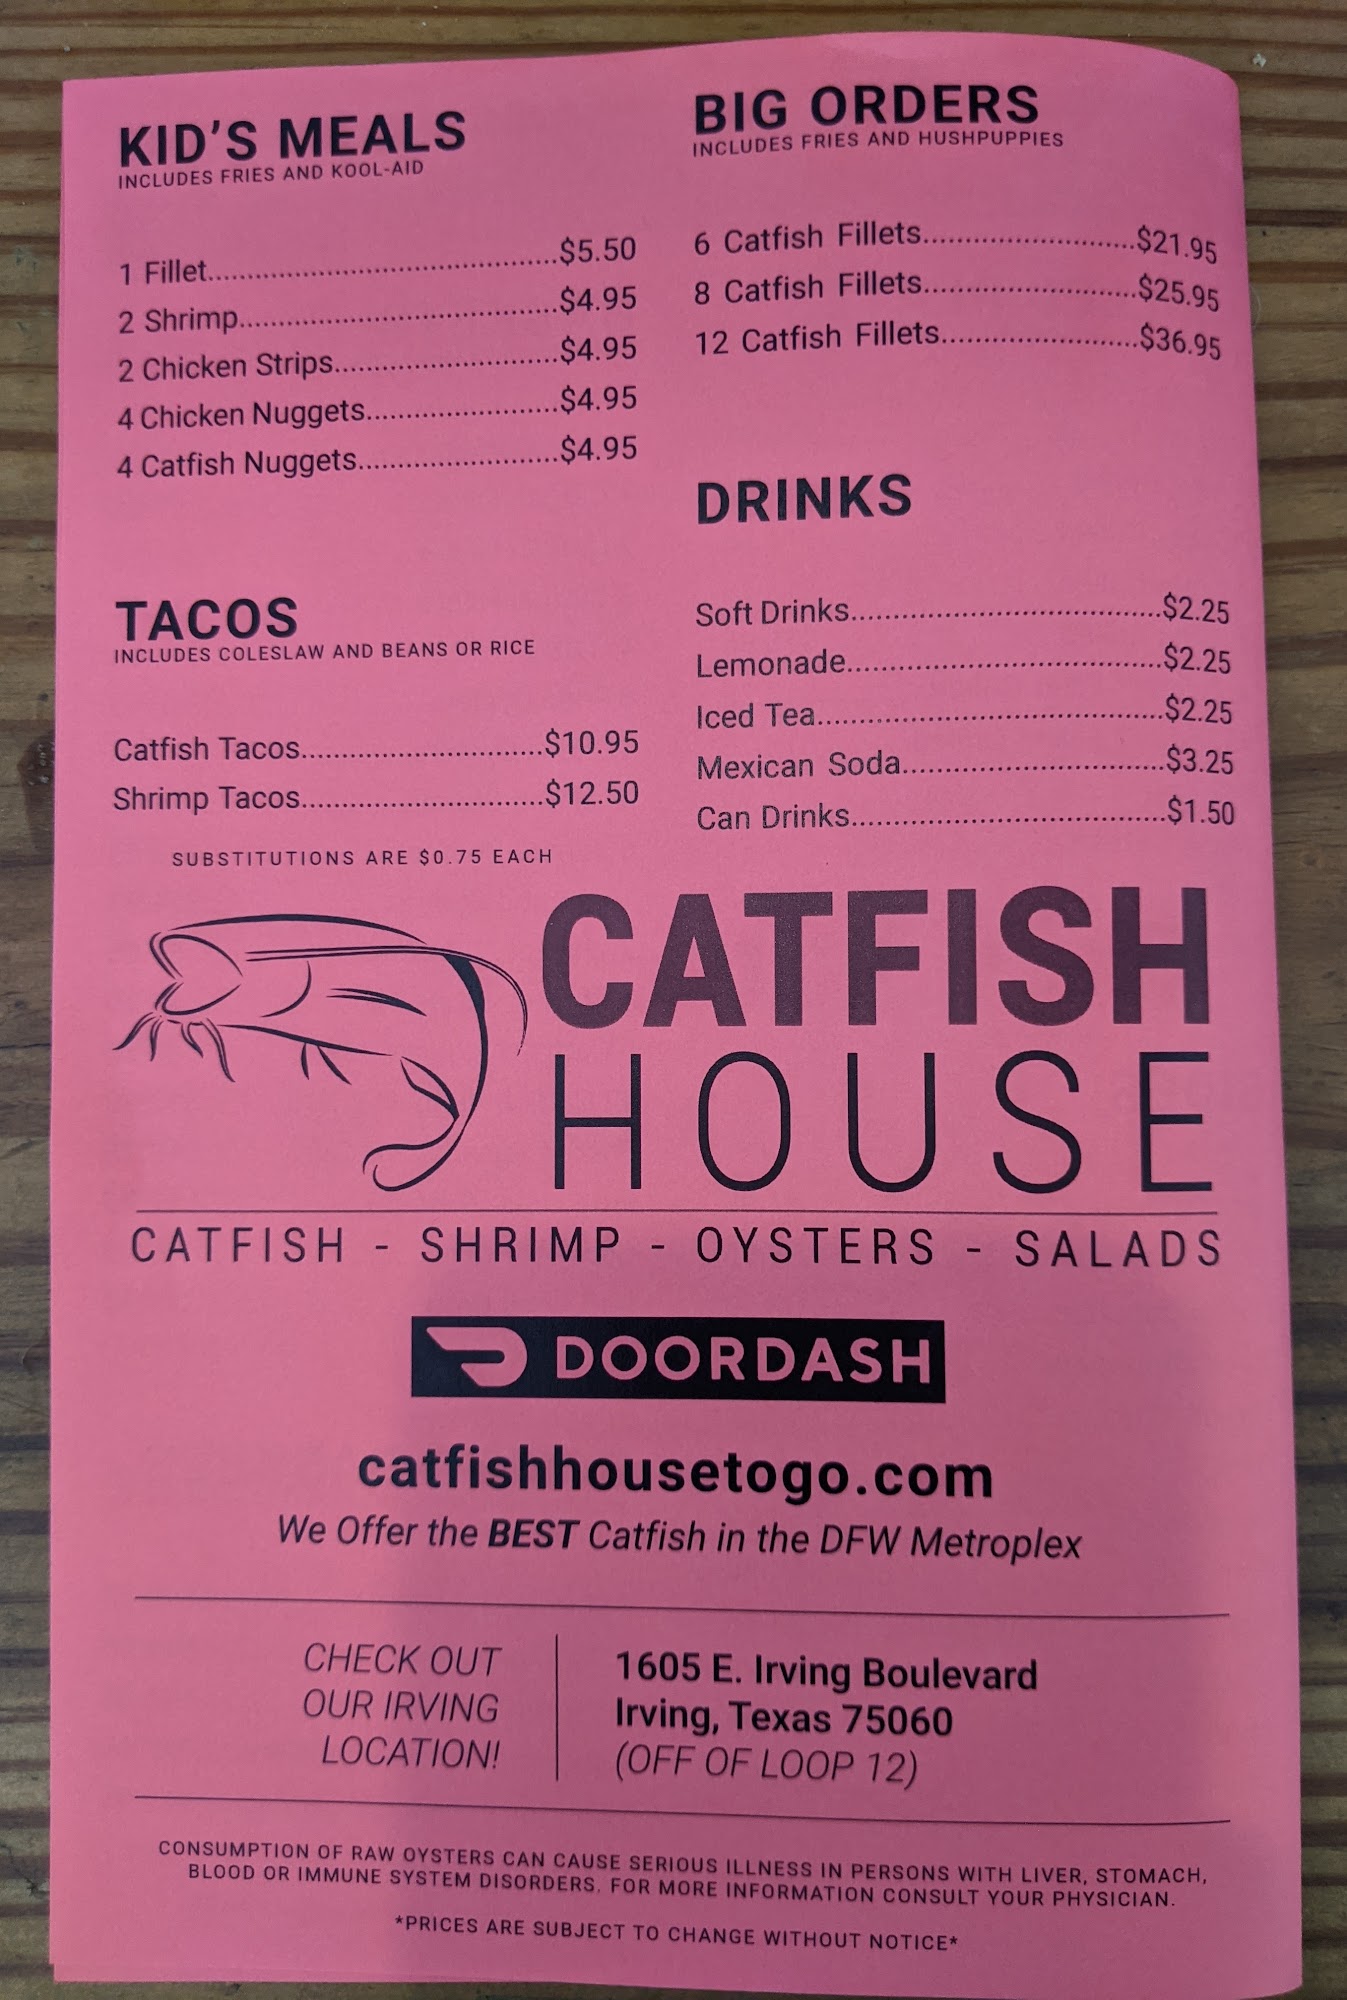 KID'S MEALS
INCLUDES FRIES AND KOOL-AID
1 Fillet..........................................$5.50
2 Shrimp......................................$4.95
2 Chicken Strips...........................$4.95
4 Chicken Nuggets.......................$4.95
4 Catfish Nuggets........................$4.95
TACOS
INCLUDES COLESLAW AND BEANS OR RICE
Catfish Tacos.............................$10.95
Shrimp Tacos.............................$12.50
SUBSTITUTIONS ARE $0.75 EACH
BIG ORDERS
INCLUDES FRIES AND HUSHPUPPIES
6 Catfish Fillets.........................$21.95
8 Catfish Fillets.........................$25.95
12 Catfish Fillets.......................$36.95
DRINKS
Soft Drinks.....................................$2.25
Lemonade.....................................$2.25
Iced Tea.........................................$2.25
Mexican Soda...............................$3.25
Can Drinks.....................................$1.50
CATFISH
HOUSE
CATFISH - SHRIMP - OYSTERS - SALADS
DOORDASH
catfishhousetogo.com
We Offer the BEST Catfish in the DFW Metroplex
CHECK OUT
OUR IRVING
LOCATION!
1605 E. Irving Boulevard
Irving, Texas 75060
(OFF OF LOOP 12)
CONSUMPTION OF RAW OYSTERS CAN CAUSE SERIOUS ILLNESS IN PERSONS WITH LIVER, STOMACH,
BLOOD OR IMMUNE SYSTEM DISORDERS. FOR MORE INFORMATION CONSULT YOUR PHYSICIAN.
*PRICES ARE SUBJECT TO CHANGE WITHOUT NOTICE*